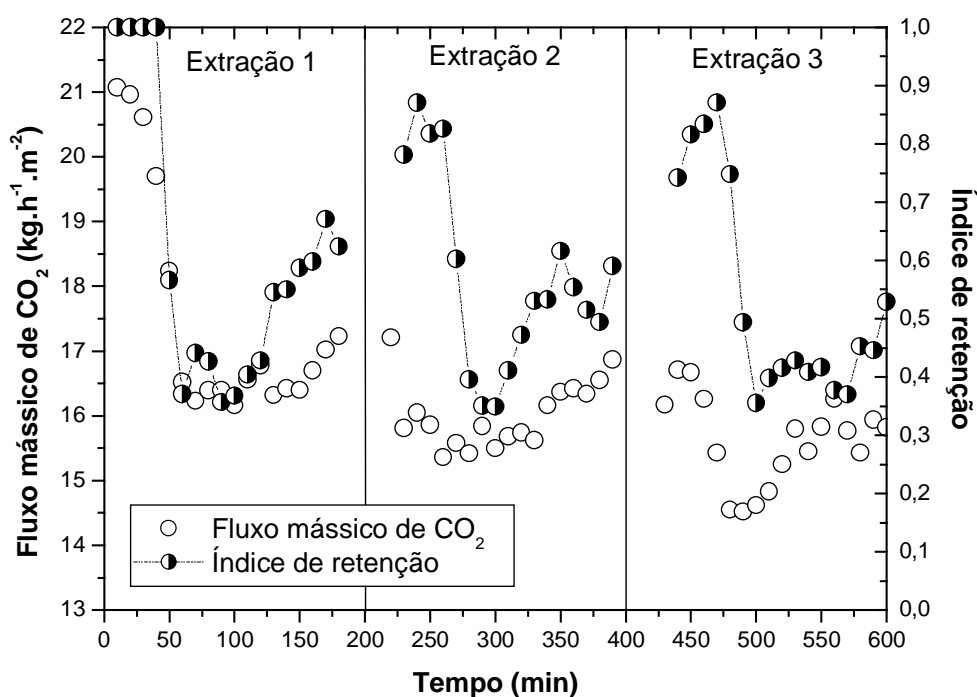 Extração 1
Extração 2
Extração 3
Fluxo mássico de CO2 (kg.h-1.m-2)
22
21
20
19
18
17
16
15
14
13
1,0
0,9
0,8
0,7
0,6
0,5
0,4
0,3
0,2
0,1
0,0
Índice de retenção
Fluxo mássico de CO2
Índice de retenção
0 50 100 150 200 250 300 350 400 450 500 550 600
Tempo (min)